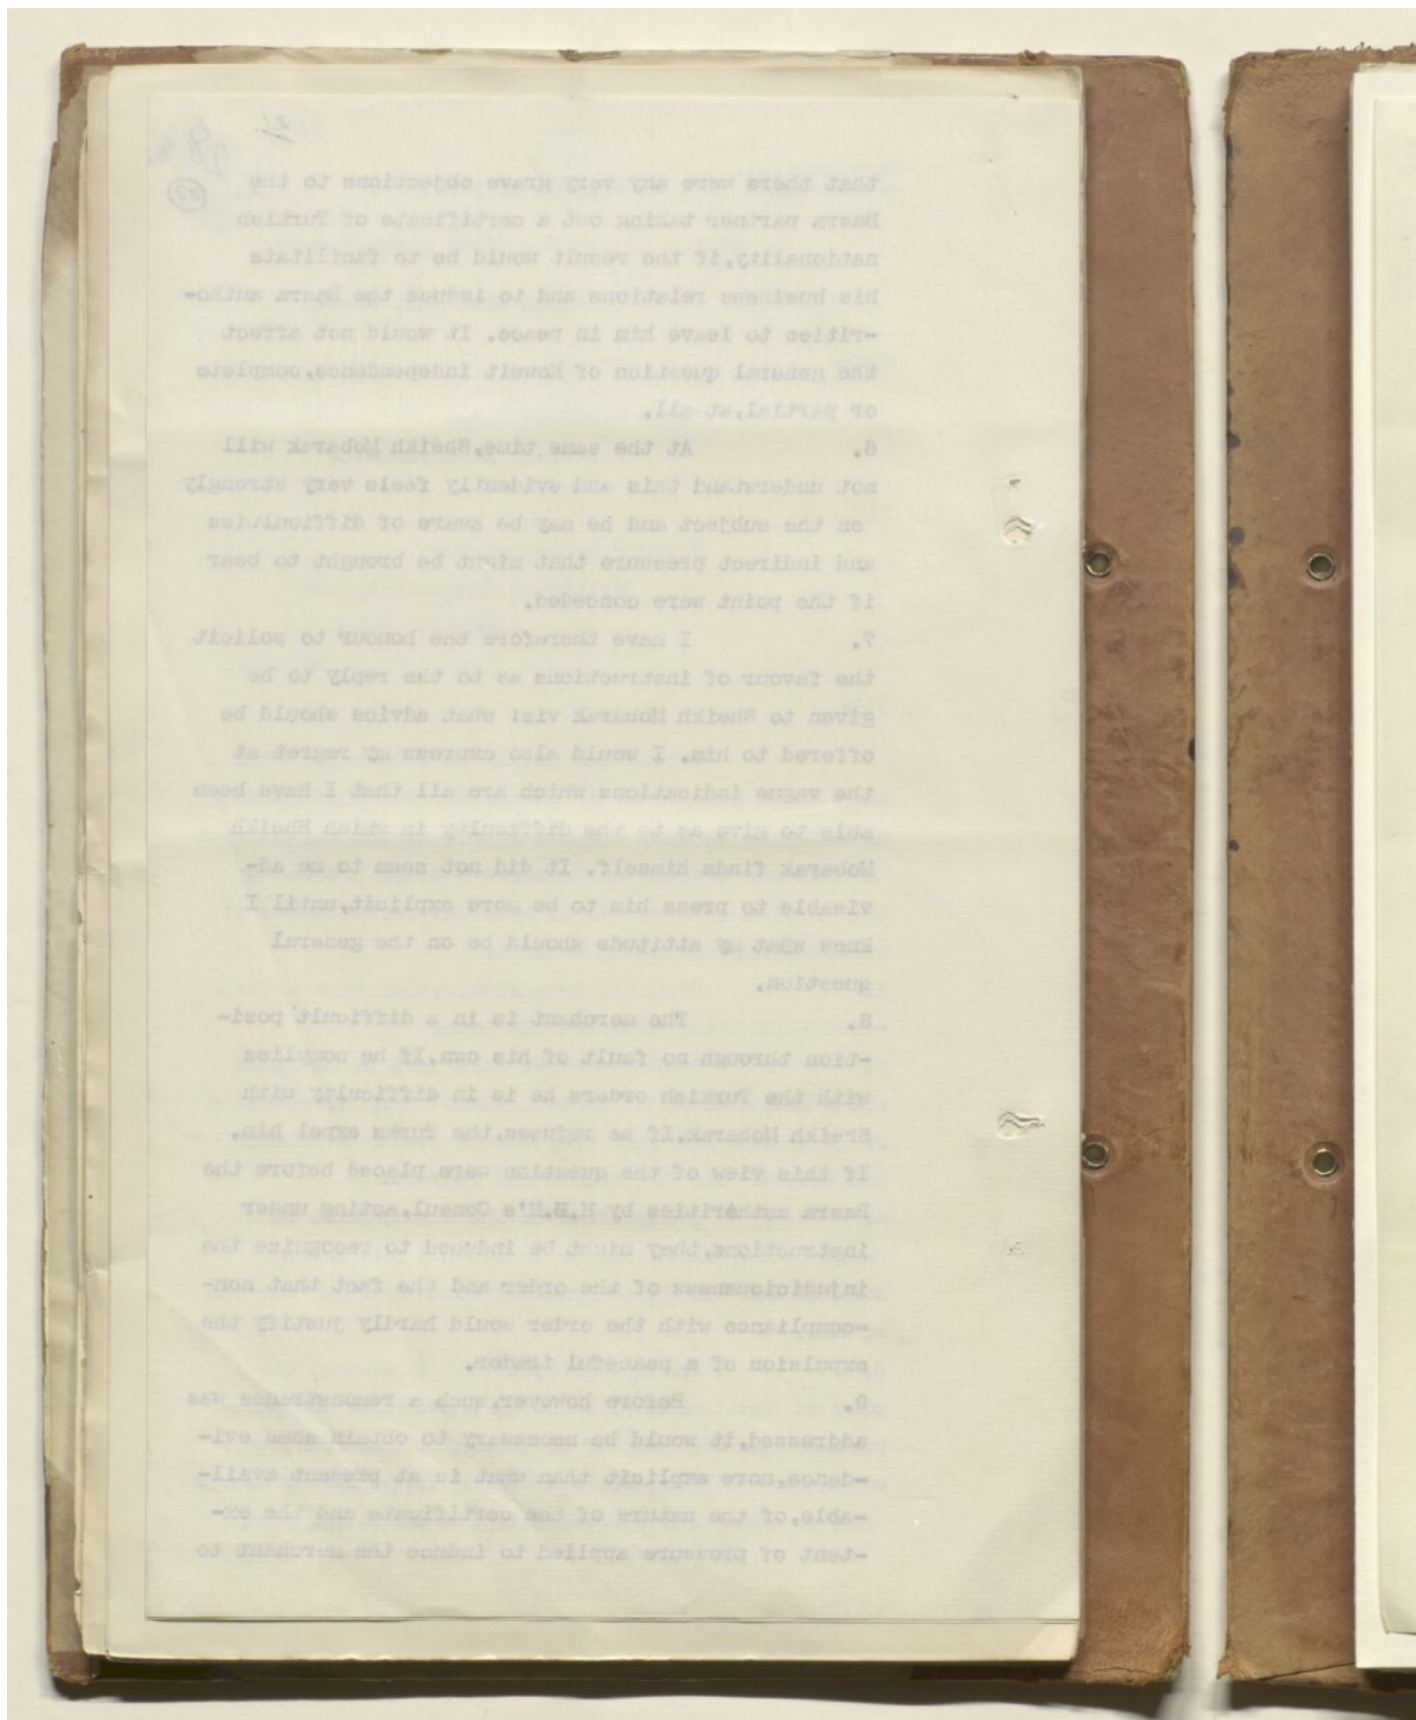 that there were any very grave objections to the
Basra partner taking out a certificate of Turkish
nationality,if the result would be to facilitate
his business relations and to induce the Basra autho-
-rities to leave him in peace. It would not affect
the general question of Koweit independence,complete
or partial,at all.
6. At the same time,Sheikh Mobarak will
not understand this and evidently feels very strongly
on the subject and he may be aware of difficulties
and indirect pressure that might be brought to bear
if the point were conceded.
7. I have therefore the honour to solicit
the favour of instructions as to the reply to be
given to Sheikh Mobarak viz: what advice should be
offered to him. I would also express my regret at
the vague indications which are all that I have been
able to give as to the difficulty in which Sheikh
Mobarak finds himself. It did not seem to me ad-
visable to press him to be more explicit,until I
knew what my attitude should be on the general
question.
8. The merchant is in a difficult posi-
-tion through no fault of his own.If he complies
with the Turkish orders he is in difficulty with
Sheikh Mobarak.If he refuses,the Turks expel him.
If this view of the question were placed before the
Basra authorities by H.B.M's Consul,acting under
instructions,they might be induced to recognize the
injudiciousness of the order and the fact that non-
-compliance with the order would hardly justify the
expulsion of a peaceful trader.
9. Before however,such a remonstrance was
addressed,it would be necessary to obtain some evi-
-dence,more explicit than what is at present avail-
-able,of the nature of the certificate and the ex-
-tent of pressure applied to induce the merchant to